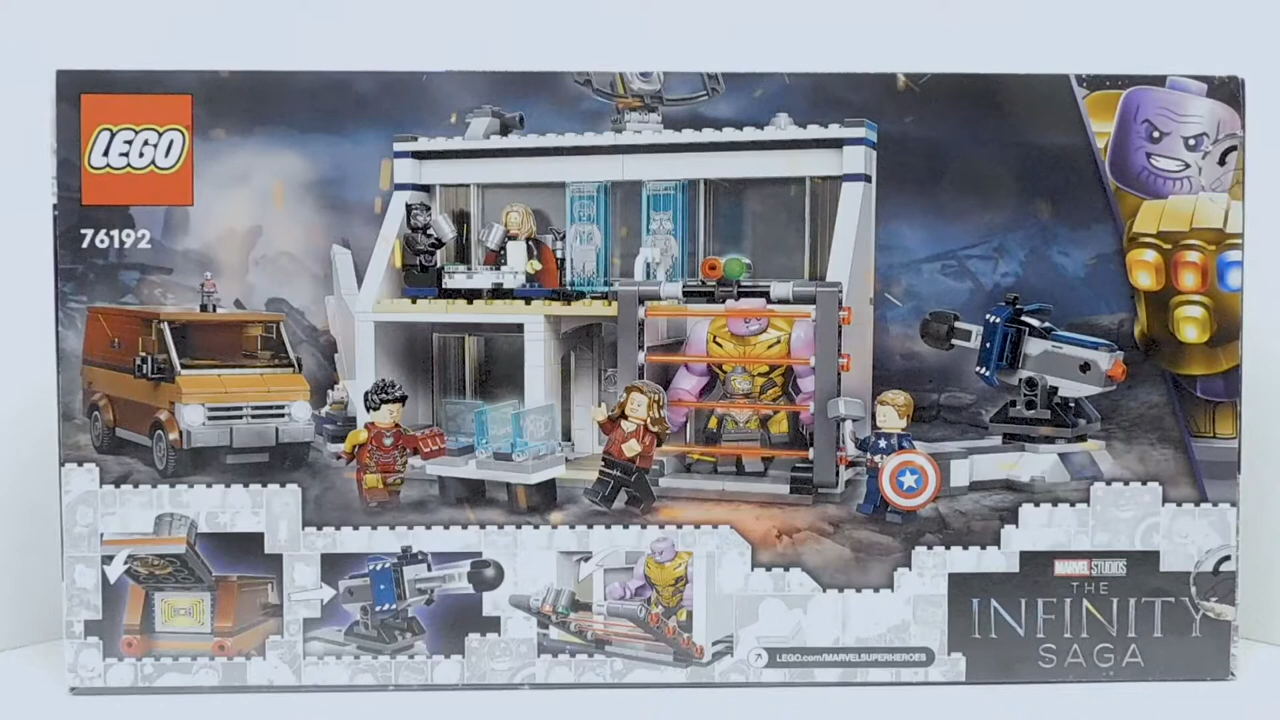 LEGO
76192
MARVEL STUDIOS
THE
INFINITY
SAGA
LEGO.com/MARVELSUPERHEROES